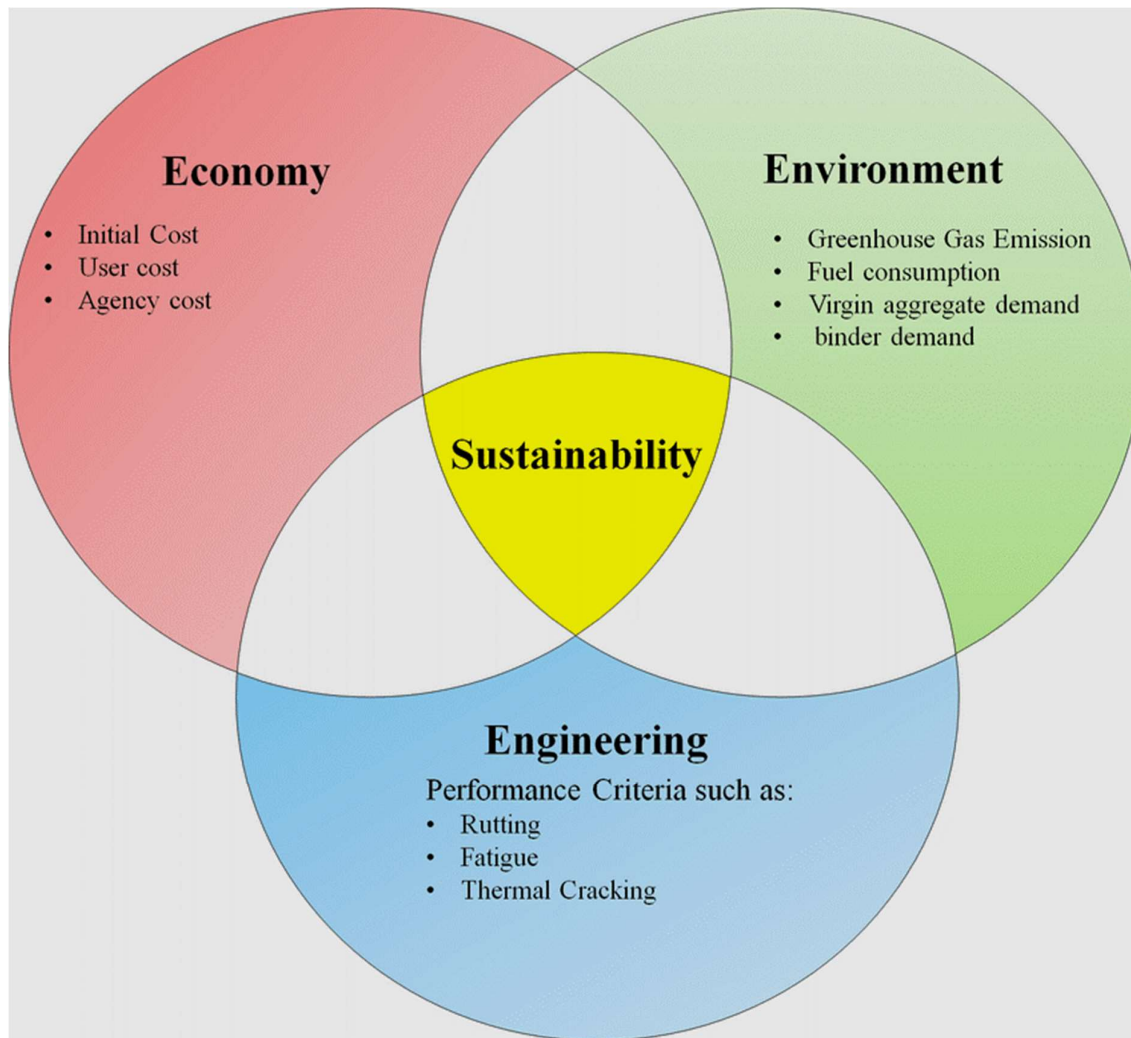 Economy
• Initial Cost
• User cost
• Agency cost
Environment
• Greenhouse Gas Emission
• Fuel consumption
• Virgin aggregate demand
• binder demand
Sustainability
Engineering
Performance Criteria such as:
• Rutting
• Fatigue
• Thermal Cracking